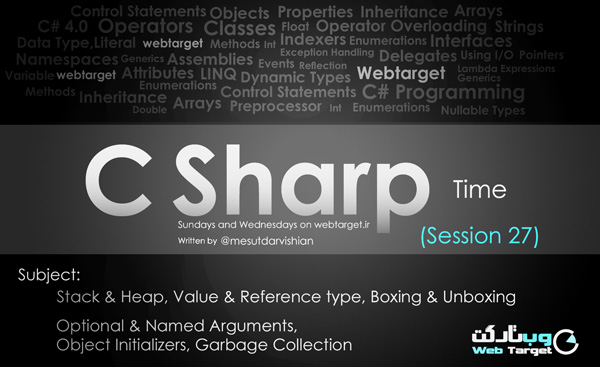 Control Statements Objects Properties Inheritance Arrays
C# 4.0 Operators Classes Float Operator Overloading Strings
Data Type,Literal webtarget Methods Int Indexers Enumerations Interfaces
Namespaces Generics Assemblies Events Exception Handling Delegates Using I/O Pointers
Variable webtarget Attributes LINQ Reflection Dynamic Types Webtarget Lambda Expressions Generics
Methods Inheritance Enumerations Control Statements C# Programming
Double Arrays Preprocessor Int Enumerations Nullable Types
C Sharp Time
Sundays and Wednesdays on webtarget.ir
Written by @mesutdarvishian
(Session 27)
Subject:
Stack & Heap, Value & Reference type, Boxing & Unboxing
Optional & Named Arguments,
Object Initializers, Garbage Collection
وب تارگت
Web Target